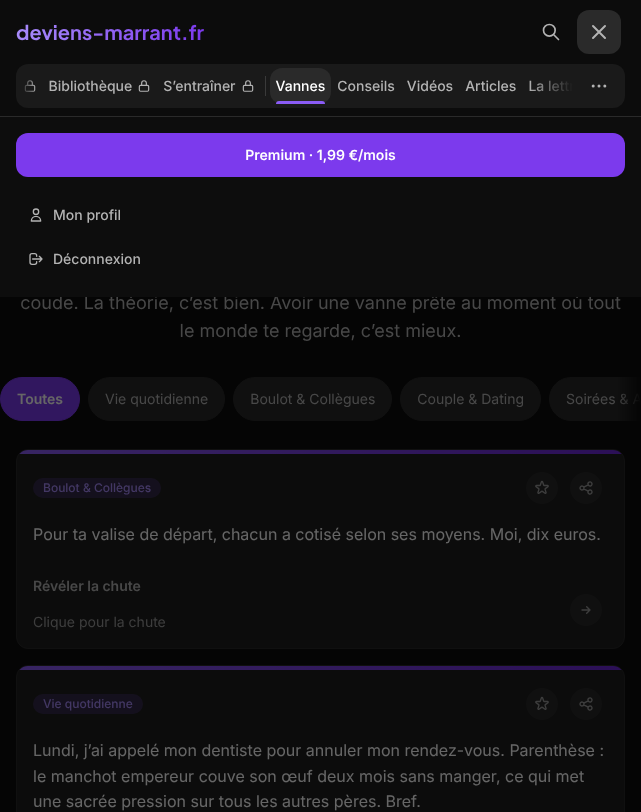 deviens-marrant.fr
Bibliothèque S'entraîner Vannes Conseils Vidéos Articles La lett
Premium · 1,99 €/mois
Mon profil
Déconnexion
coude. La théorie, c'est bien. Avoir une vanne prête au moment où tout
le monde te regarde, c'est mieux.
Toutes Vie quotidienne Boulot & Collègues Couple & Dating Soirées &
Boulot & Collègues
Pour ta valise de départ, chacun a cotisé selon ses moyens. Moi, dix euros.
Révéler la chute
Clique pour la chute
Vie quotidienne
Lundi, j'ai appelé mon dentiste pour annuler mon rendez-vous. Parenthèse :
le manchot empereur couve son œuf deux mois sans manger, ce qui met
une sacrée pression sur tous les autres pères. Bref.